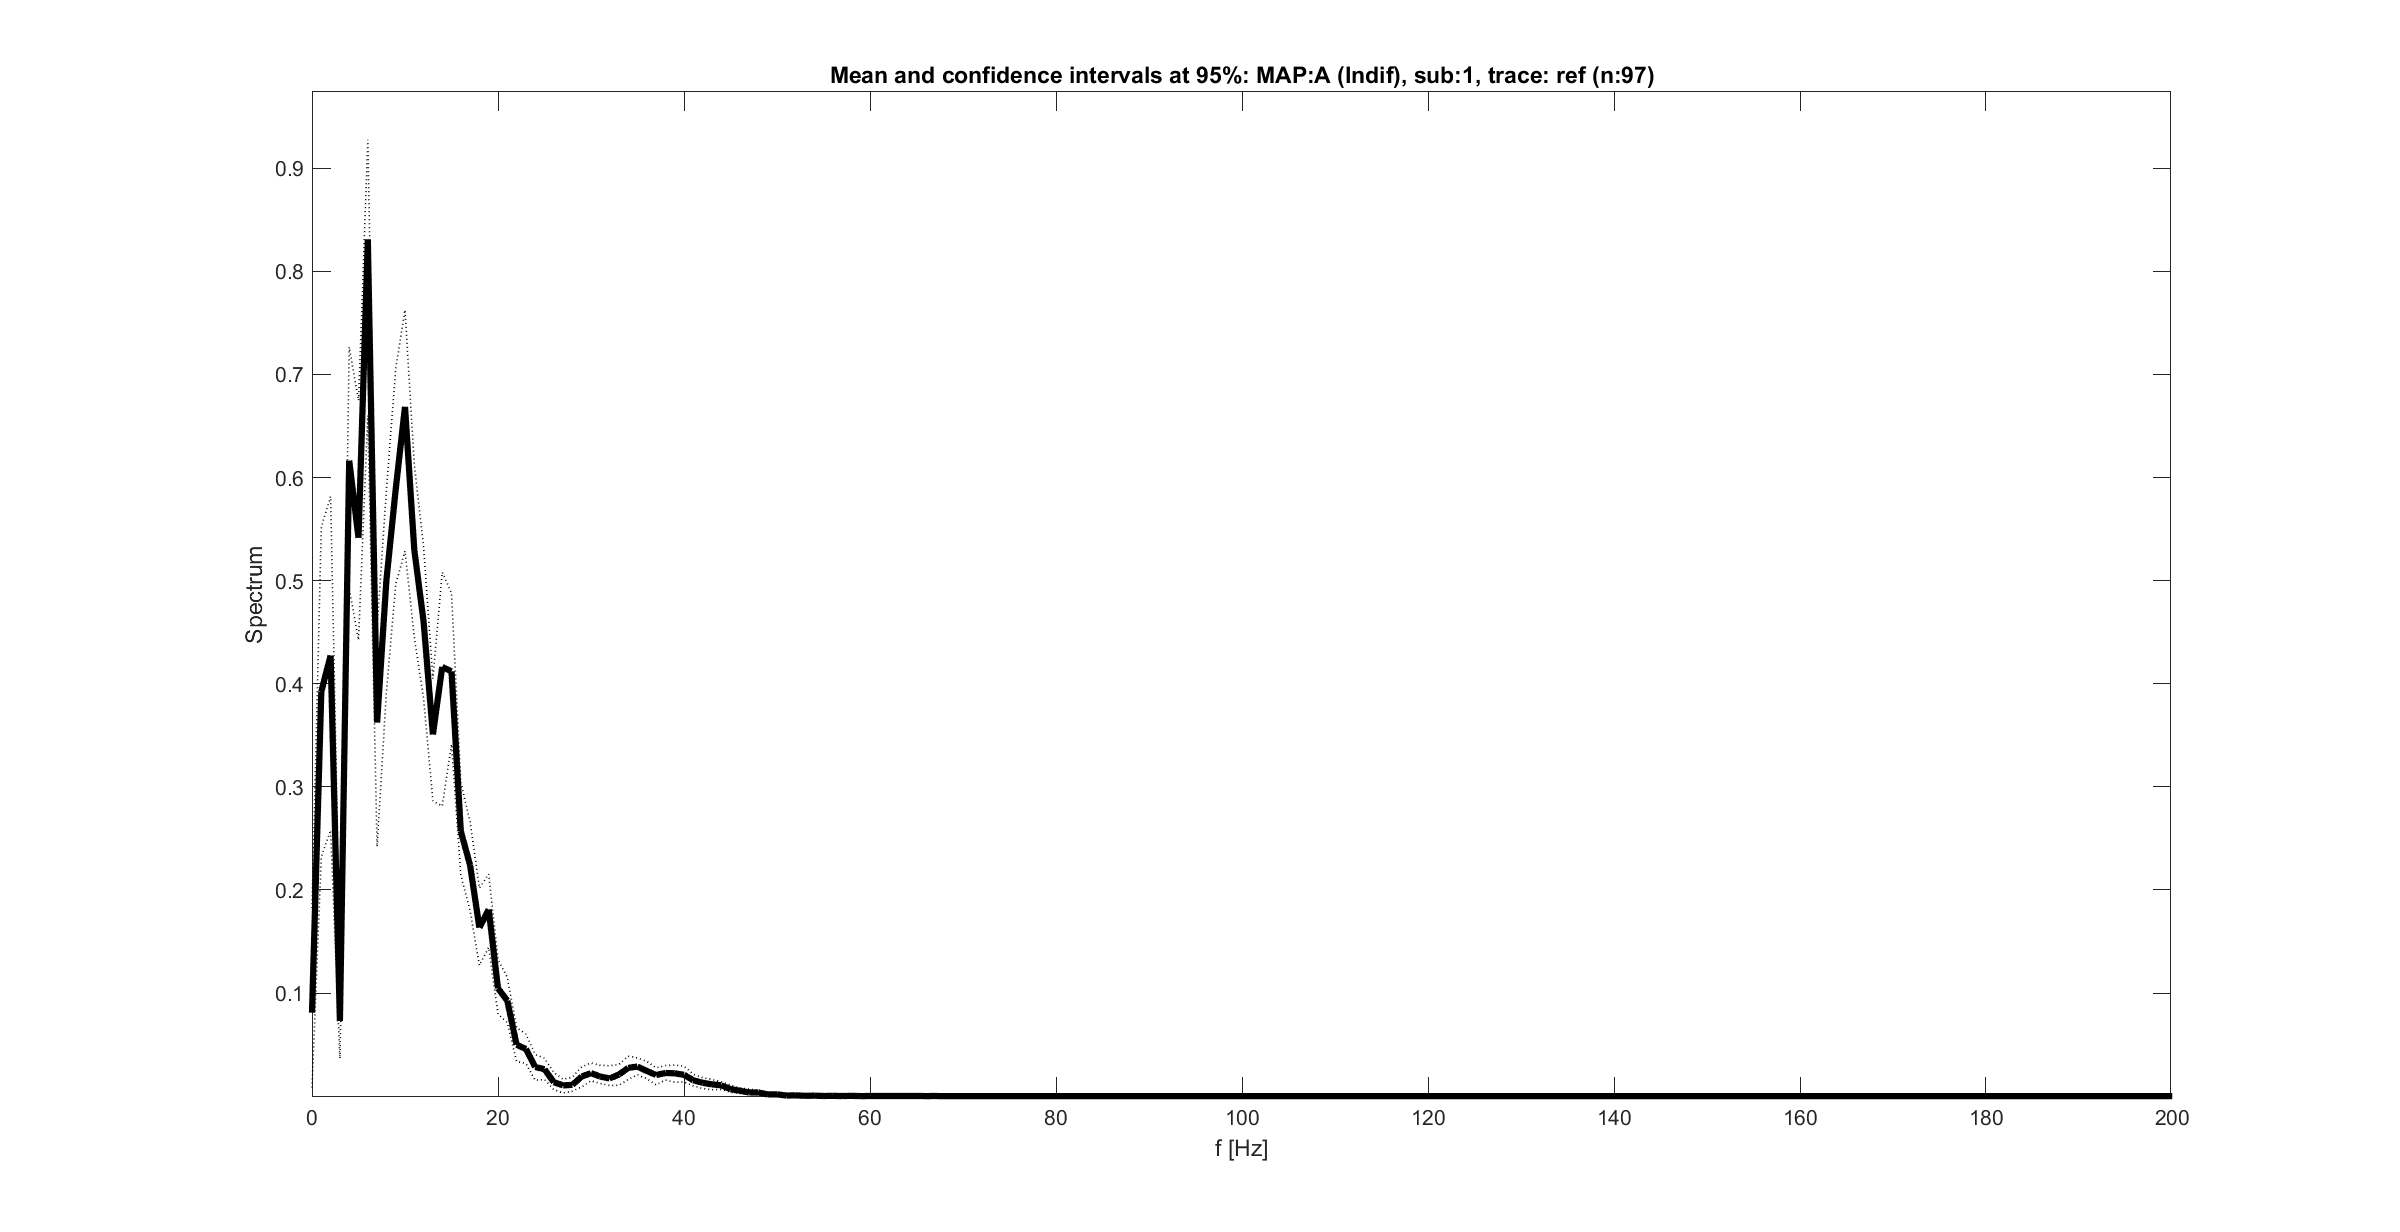 Mean and confidence intervals at 95%: MAP:A (Indif), sub:1, trace: ref (n:97)
0.9
0.8
0.7
0.6
0.5
0.4
0.3
0.2
0.1
Spectrum
0 20 40 60 80 100 120 140 160 180 200
f [Hz]